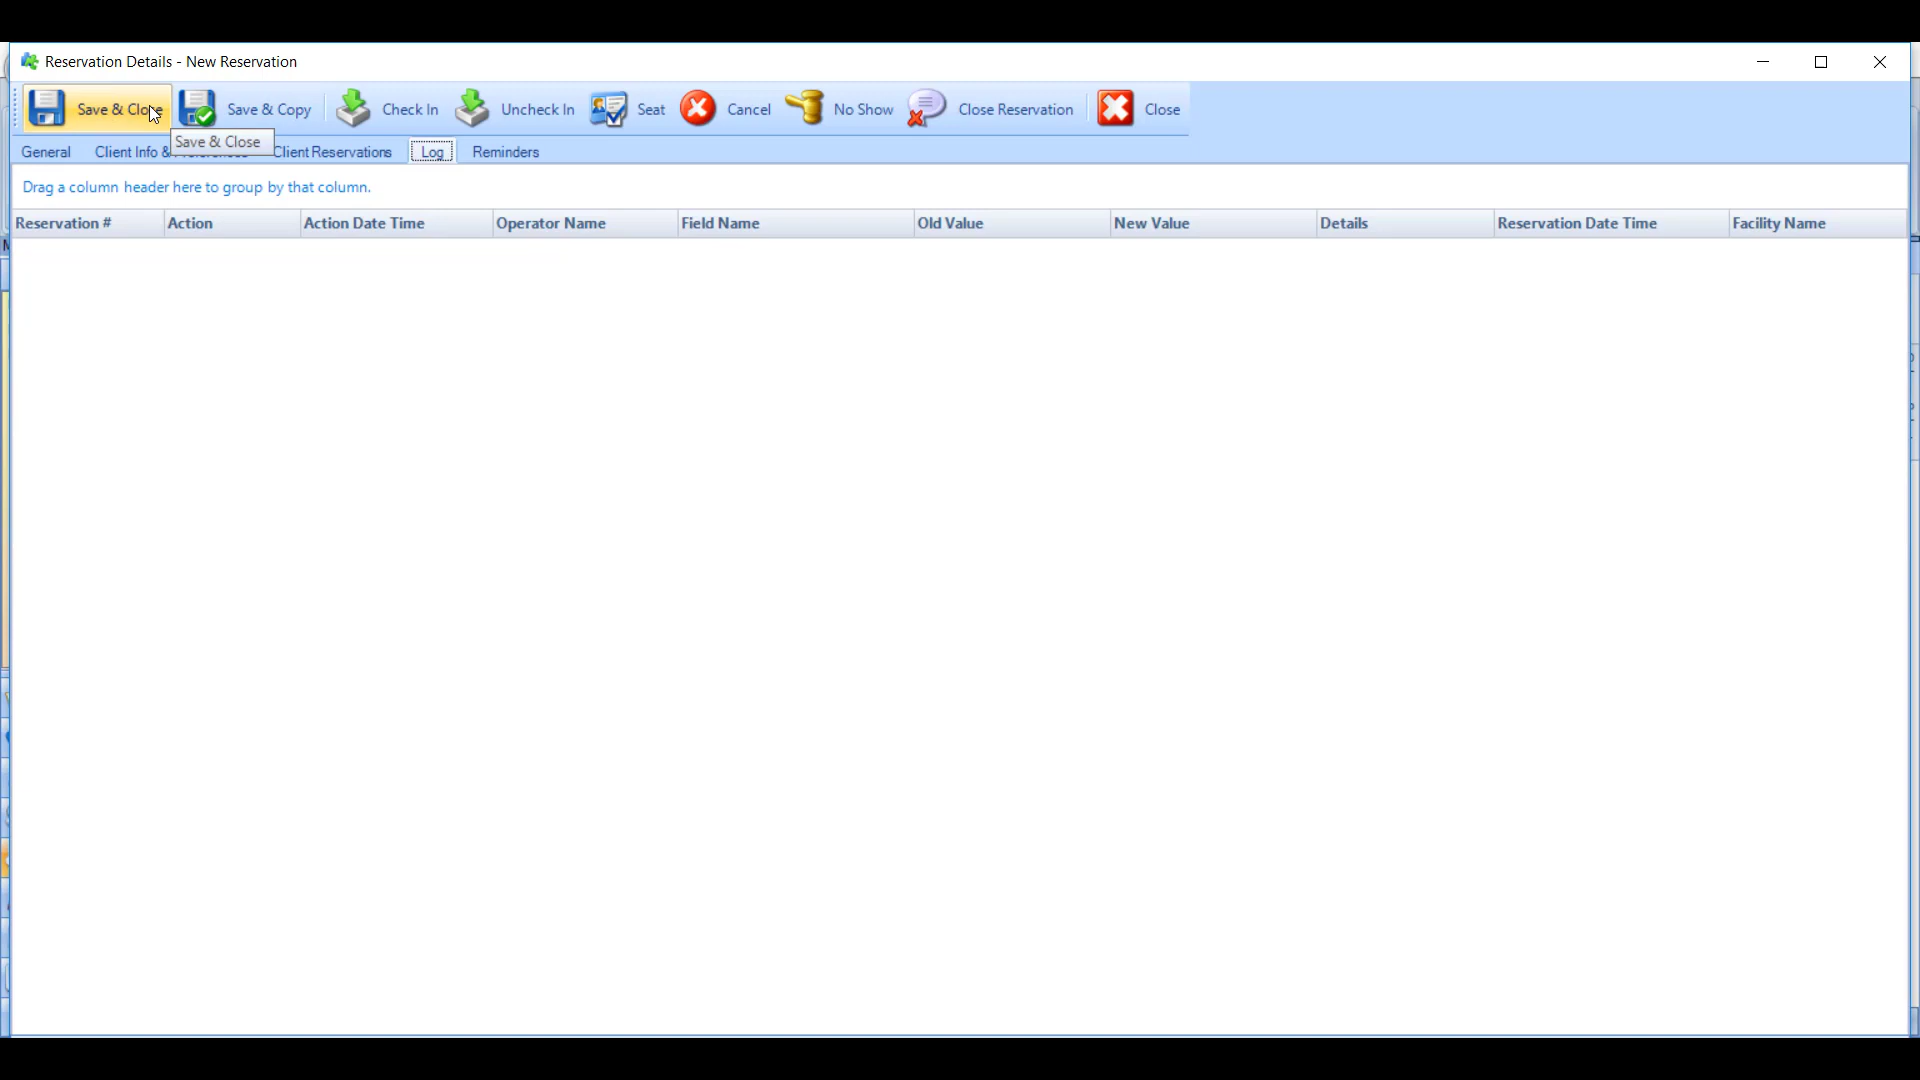 Reservation Details - New Reservation
Save & Close Save & Copy Check In Uncheck In Seat Cancel No Show Close Reservation Close
Save & Close
General Client Info & Client Reservations Log Reminders
Drag a column header here to group by that column.
Reservation # Action Action Date Time Operator Name Field Name Old Value New Value Details Reservation Date Time Facility Name